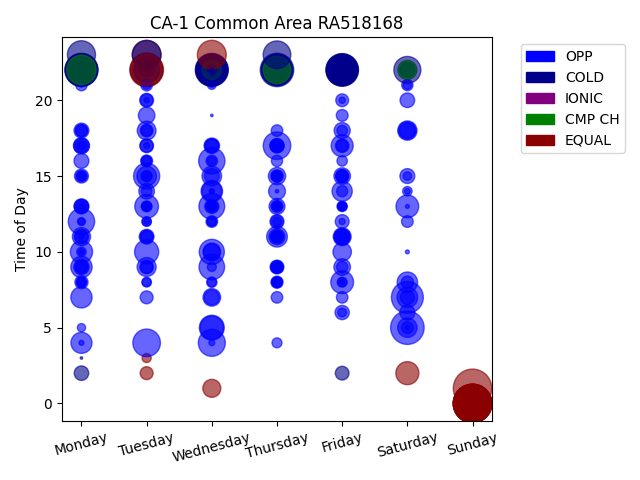 CA-1 Common Area RA518168
OPP
COLD
IONIC
CMP CH
EQUAL
Time of Day
20
15
10
5
0
Monday
Tuesday
Wednesday
Thursday
Friday
Saturday
Sunday